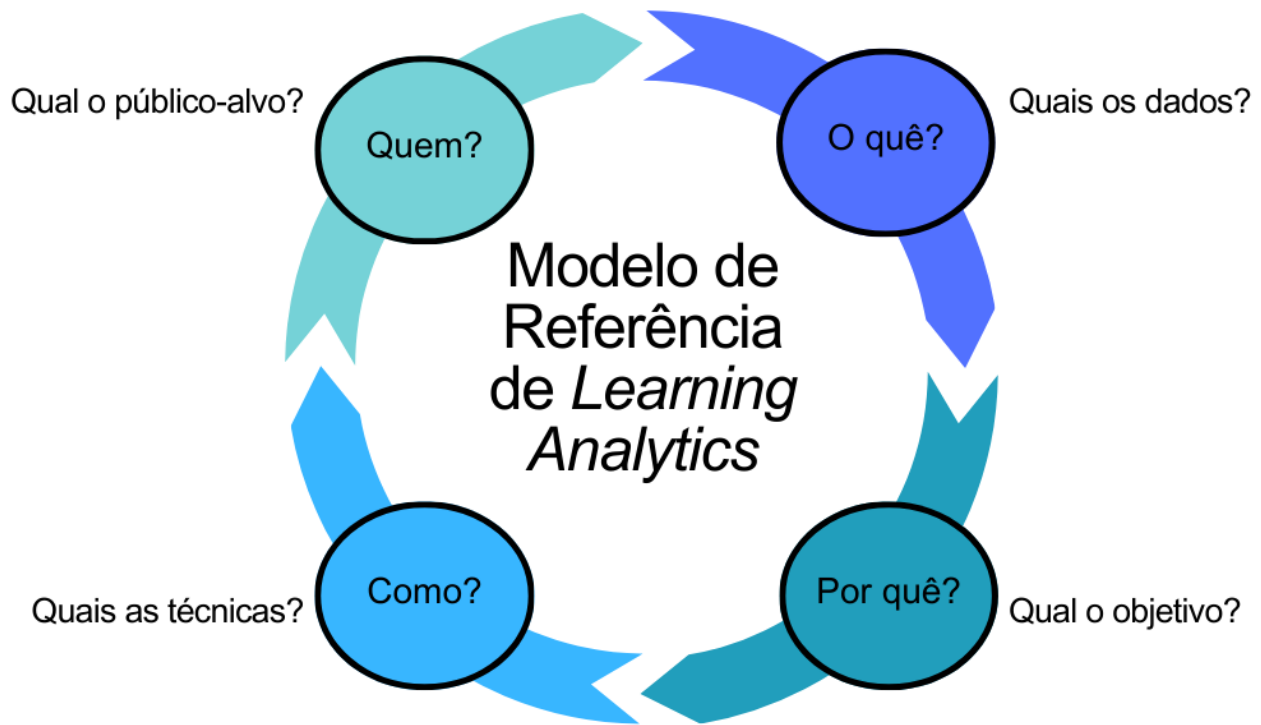 Qual o público-alvo?
Quem?
O quê?
Quais os dados?
Modelo de
Referência
de Learning
Analytics
Quais as técnicas?
Como?
Por quê?
Qual o objetivo?